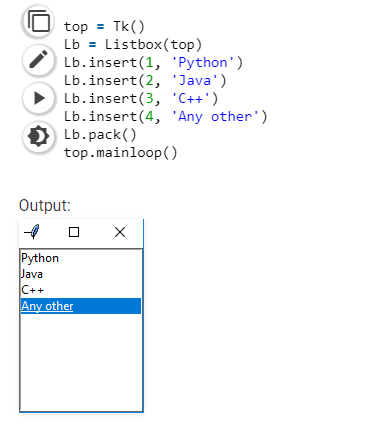 top = Tk()
Lb = Listbox(top)
Lb.insert(1, 'Python')
Lb.insert(2, 'Java')
Lb.insert(3, 'C++')
Lb.insert(4, 'Any other')
Lb.pack()
top.mainloop()
Output:
Python
Java
C++
Any other